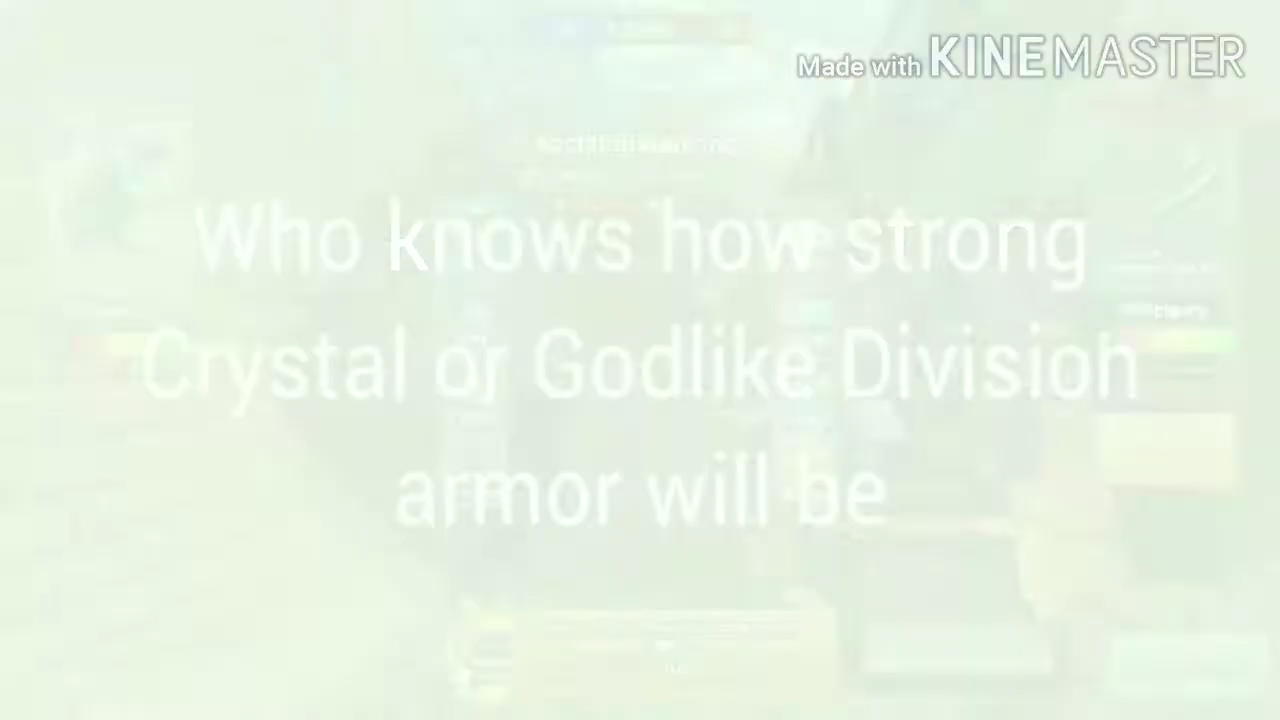 Made with KINEMASTER
Who knows how strong
Crystal or Godlike Division
armor will be